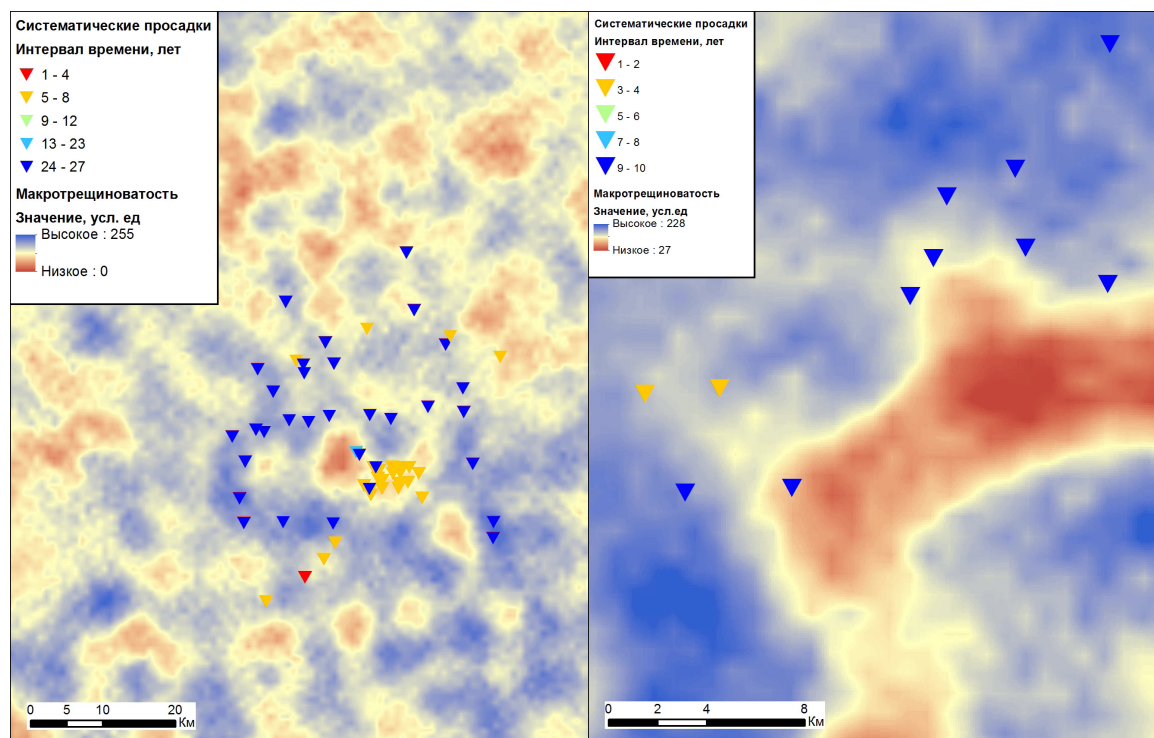 Систематические просадки
Интервал времени, лет
1 - 4
5 - 8
9 - 12
13 - 23
24 - 27
Макротрещиноватость
Значение, усл. ед
Высокое : 255
Низкое : 0
0 5 10 20
Км
Систематические просадки
Интервал времени, лет
1 - 2
3 - 4
5 - 6
7 - 8
9 - 10
Макротрещиноватость
Значение, усл.ед
Высокое : 228
Низкое : 27
0 2 4 8
Км